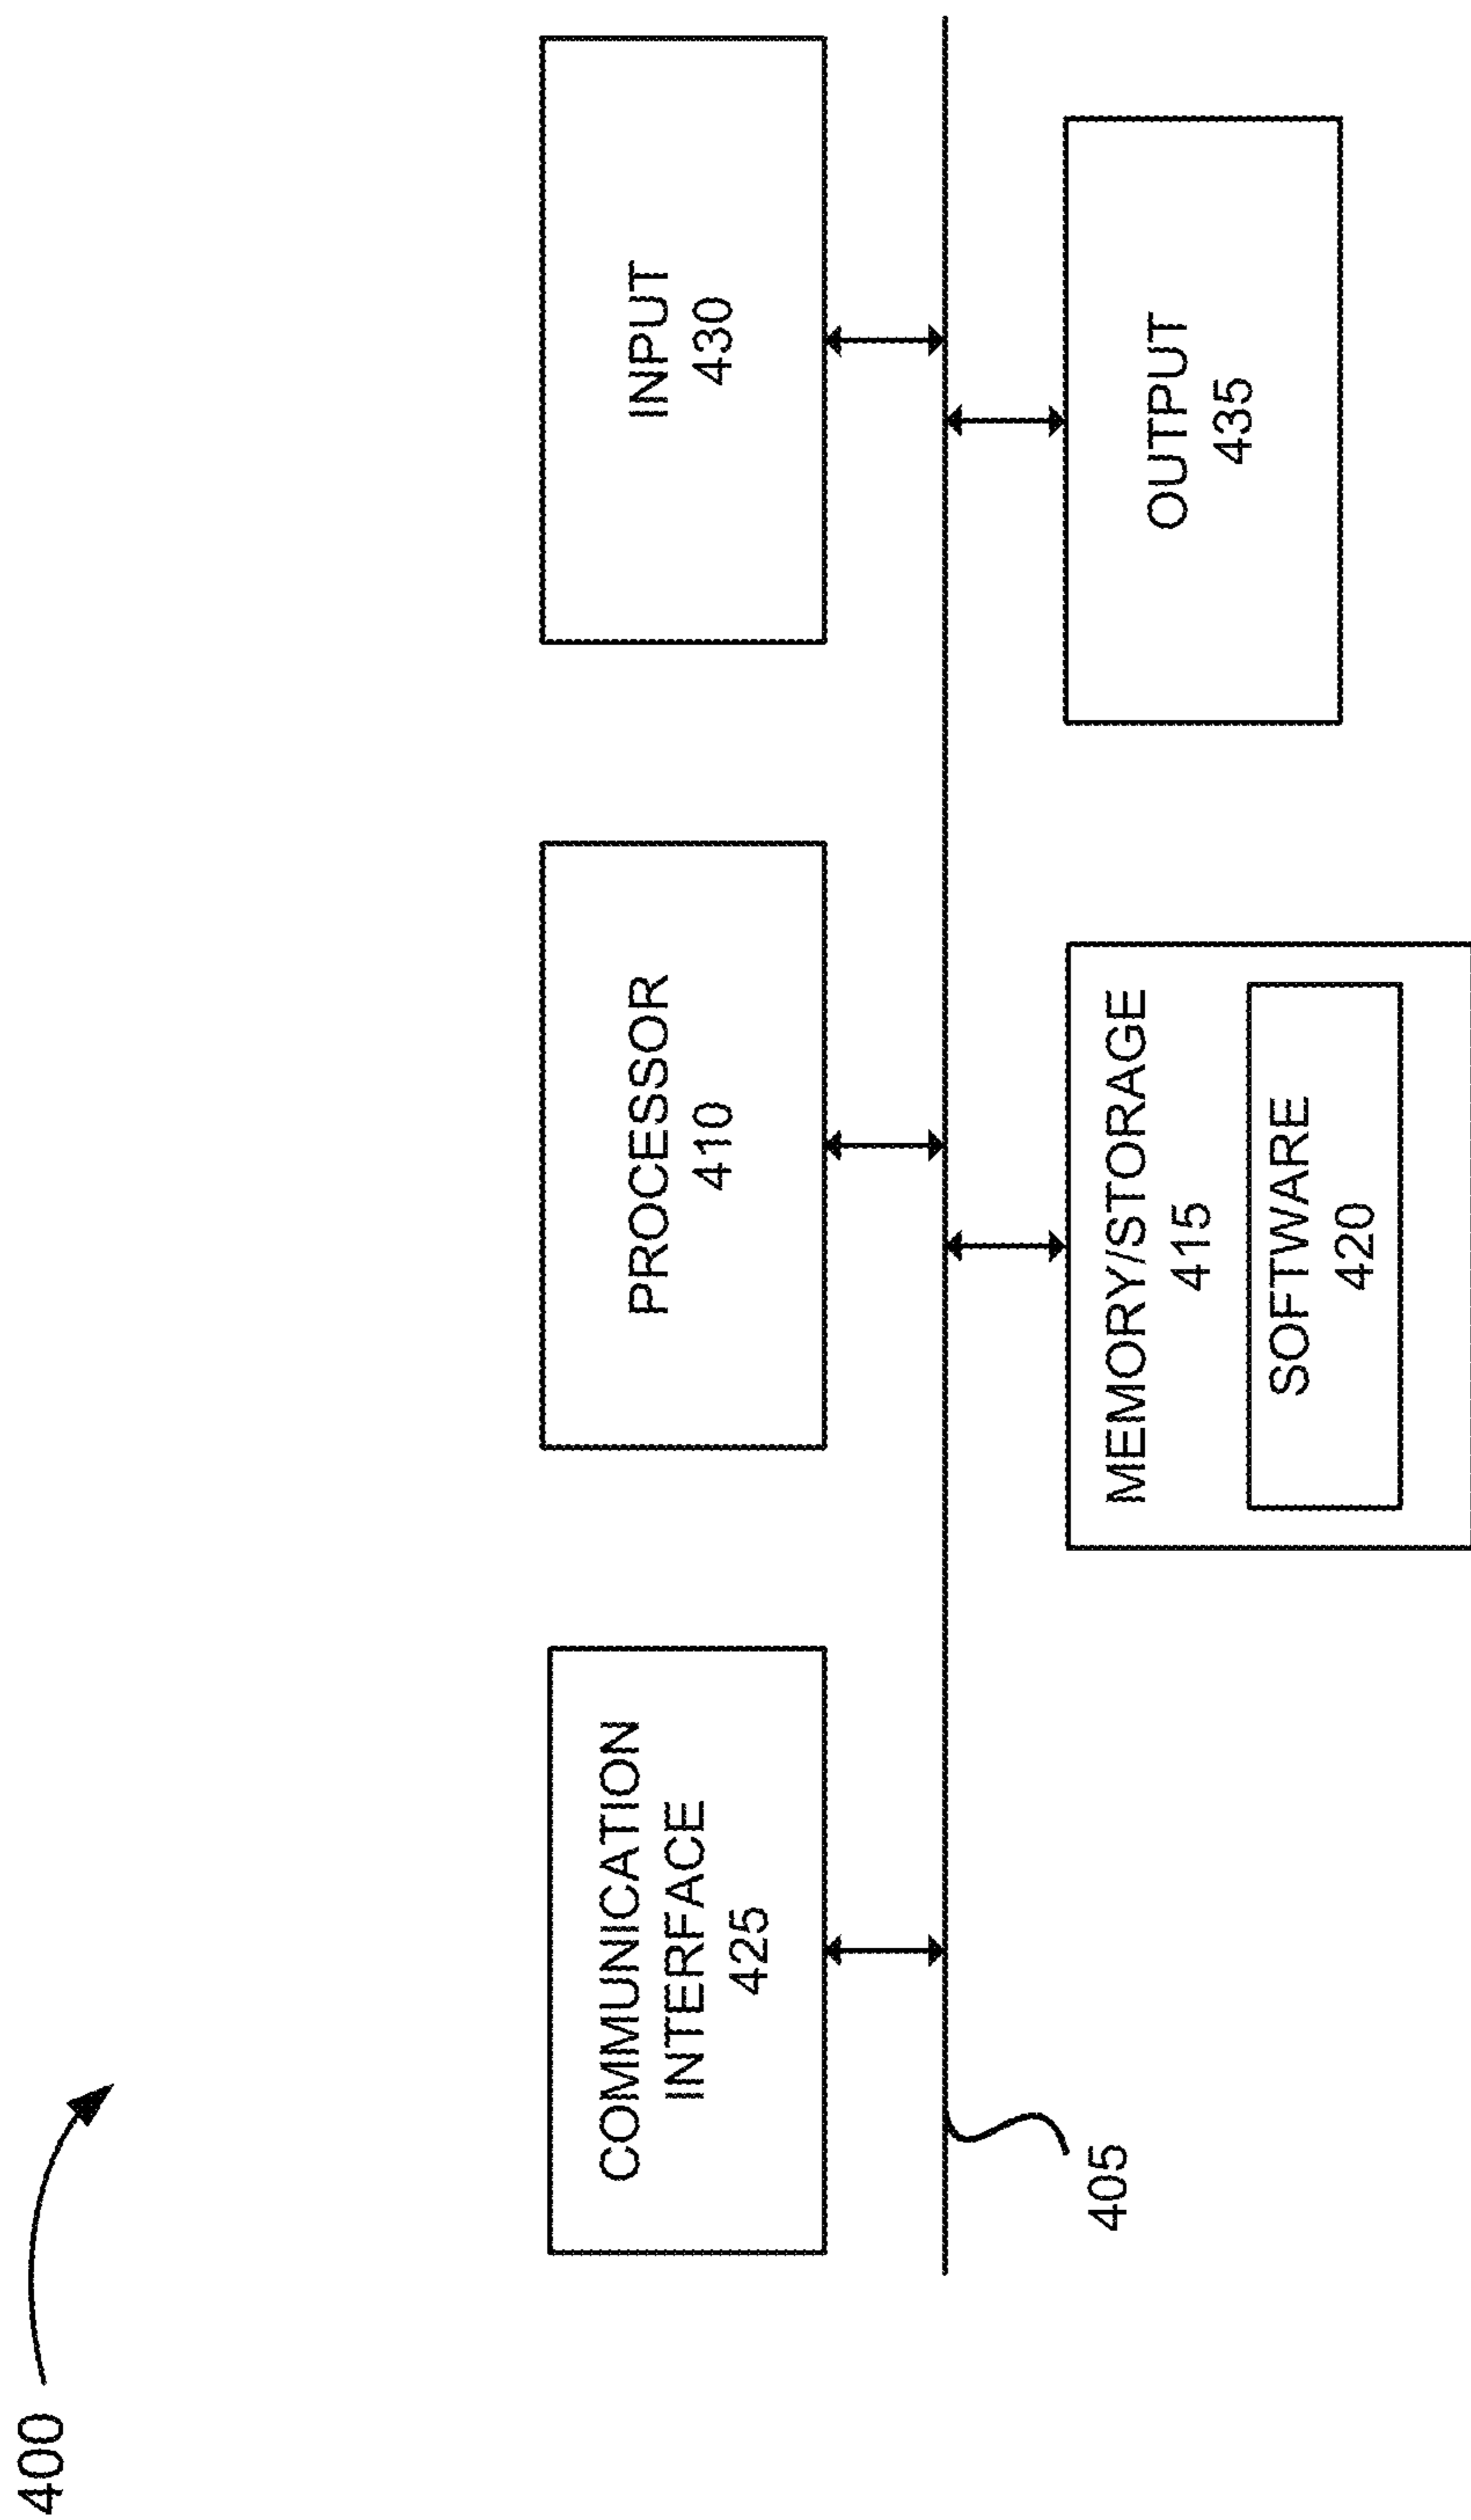 400
COMMUNICATION
INTERFACE
425
PROCESSOR
410
INPUT
430
405
MEMORY/STORAGE
415
SOFTWARE
420
OUTPUT
435